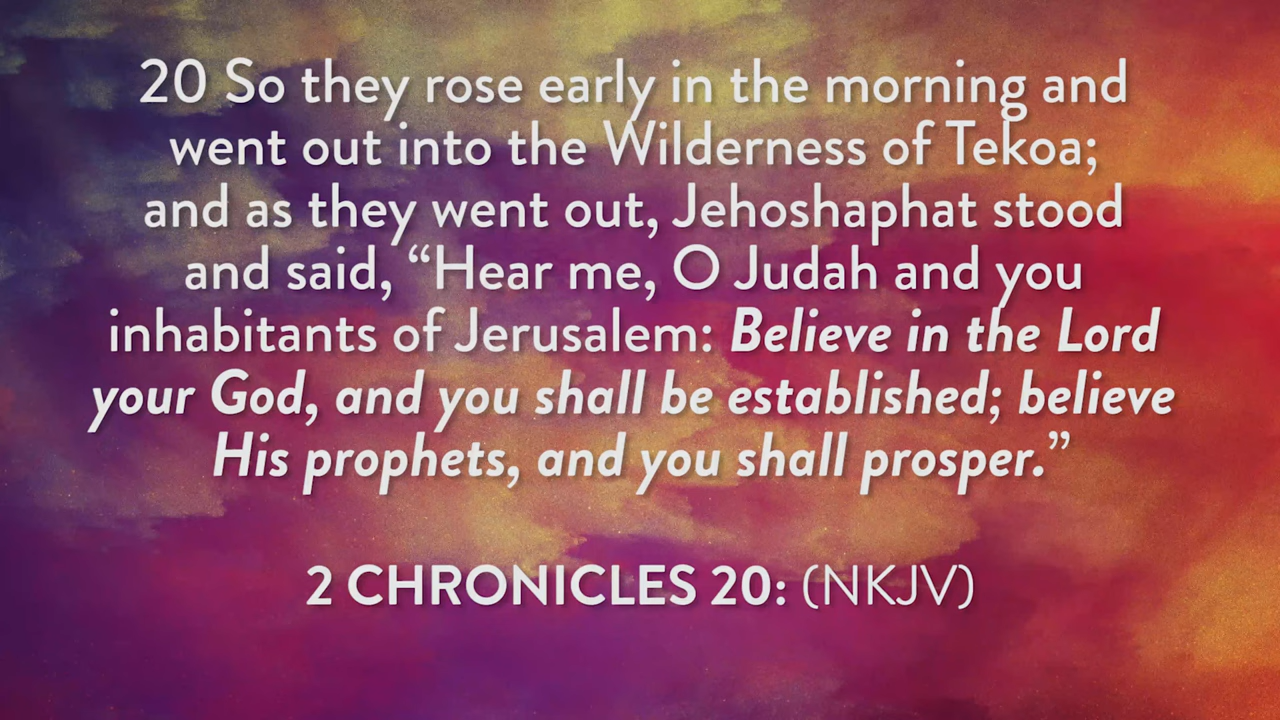 20 So they rose early in the morning and
went out into the Wilderness of Tekoa;
and as they went out, Jehoshaphat stood
and said, “Hear me, O Judah and you
inhabitants of Jerusalem: Believe in the Lord
your God, and you shall be established; believe
His prophets, and you shall prosper.”
2 CHRONICLES 20: (NKJV)